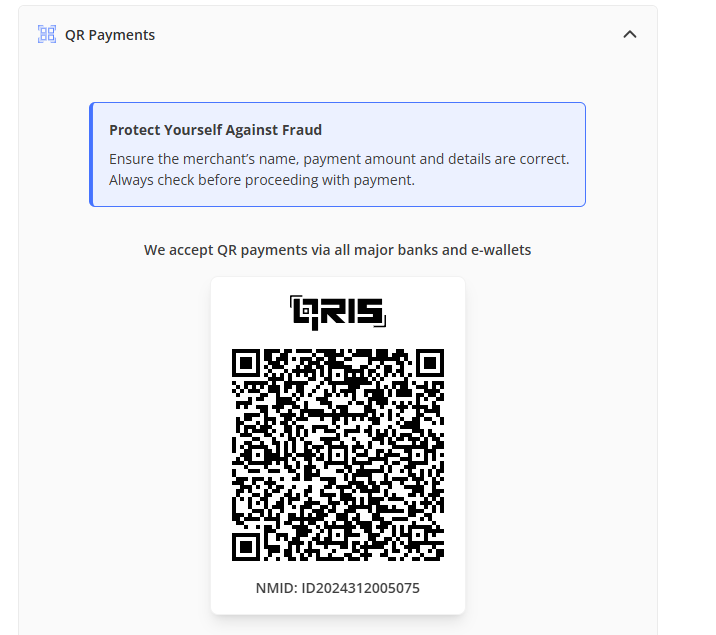 QR Payments
Protect Yourself Against Fraud
Ensure the merchant’s name, payment amount and details are correct.
Always check before proceeding with payment.
We accept QR payments via all major banks and e-wallets
QRIS
NMID: ID2024312005075